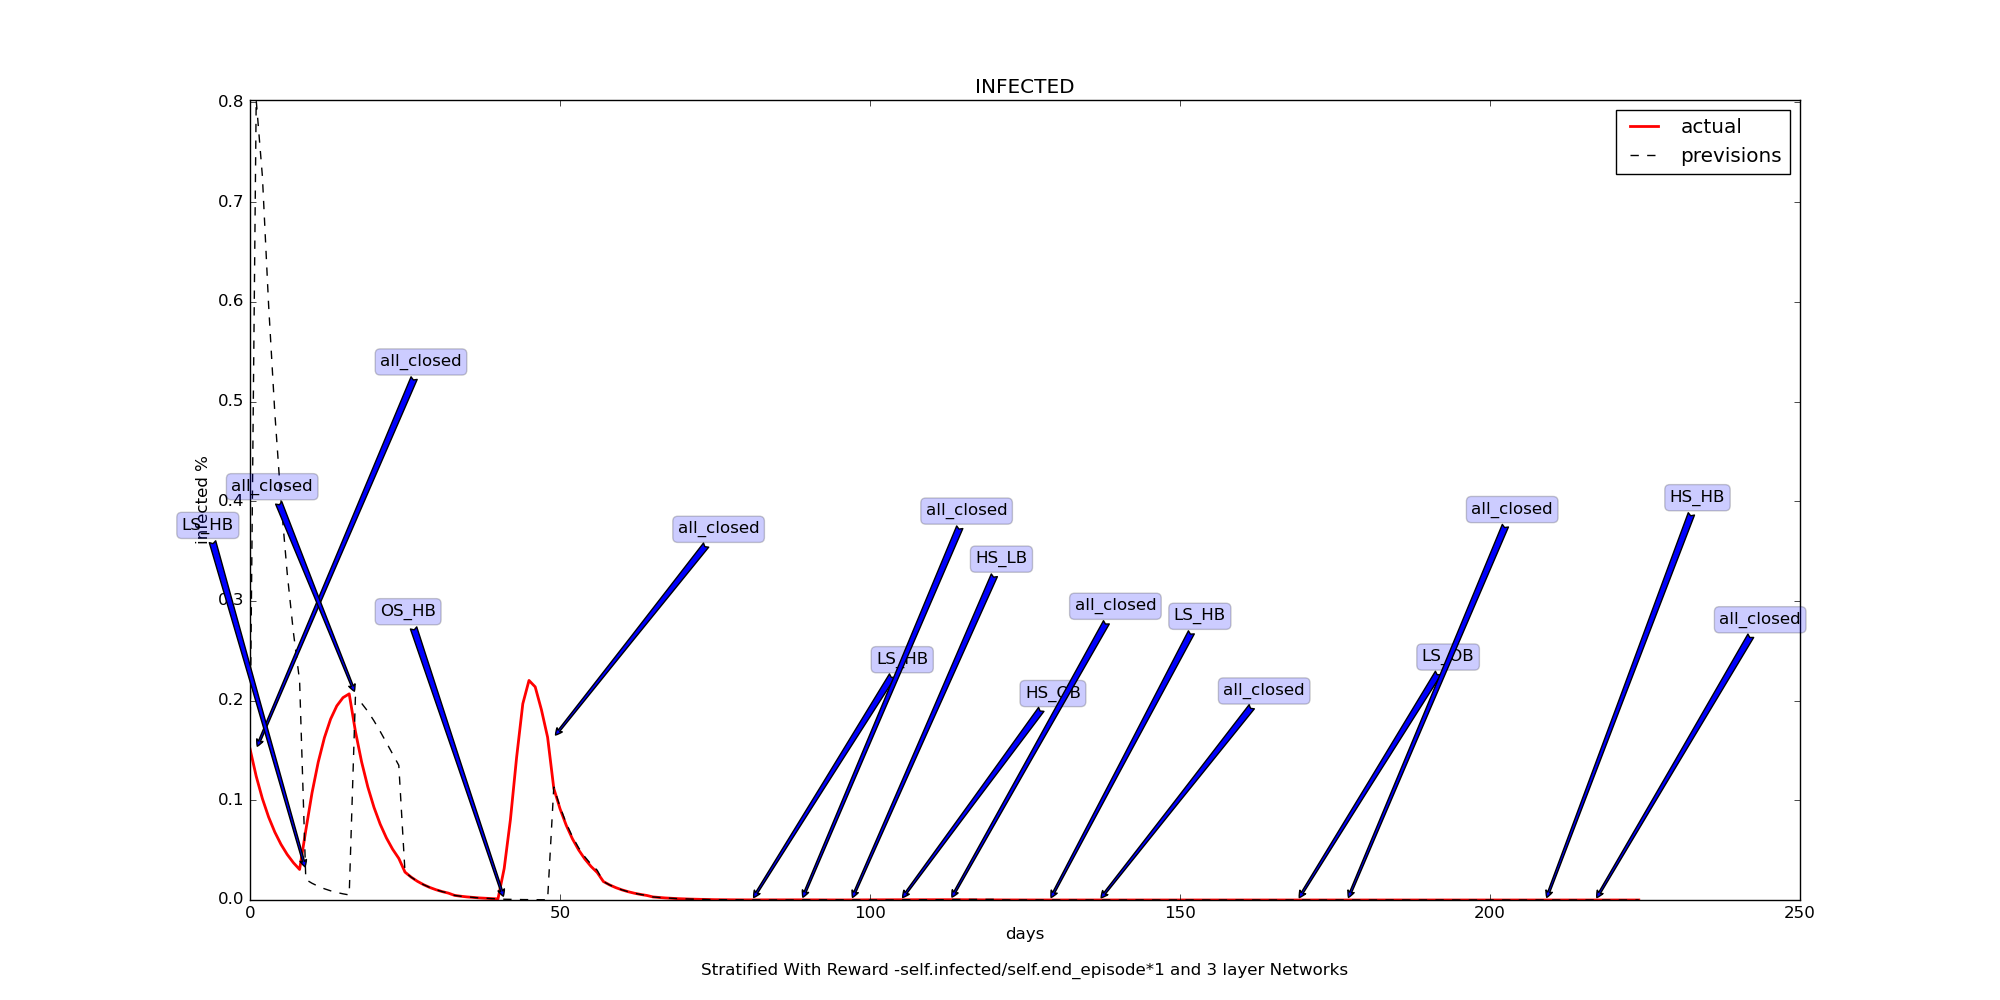 INFECTED
actual
previsions
0.8
0.7
0.6
0.5
0.4
0.3
0.2
0.1
0.0
infected %
all_closed
all_closed
LS_HB
OS_HB
all_closed
LS_HB
all_closed
HS_LB
HS_OB
all_closed
LS_HB
all_closed
LS_OB
all_closed
HS_HB
all_closed
0
50
100
150
200
250
days
Stratified With Reward -self.infected/self.end_episode*1 and 3 layer Networks